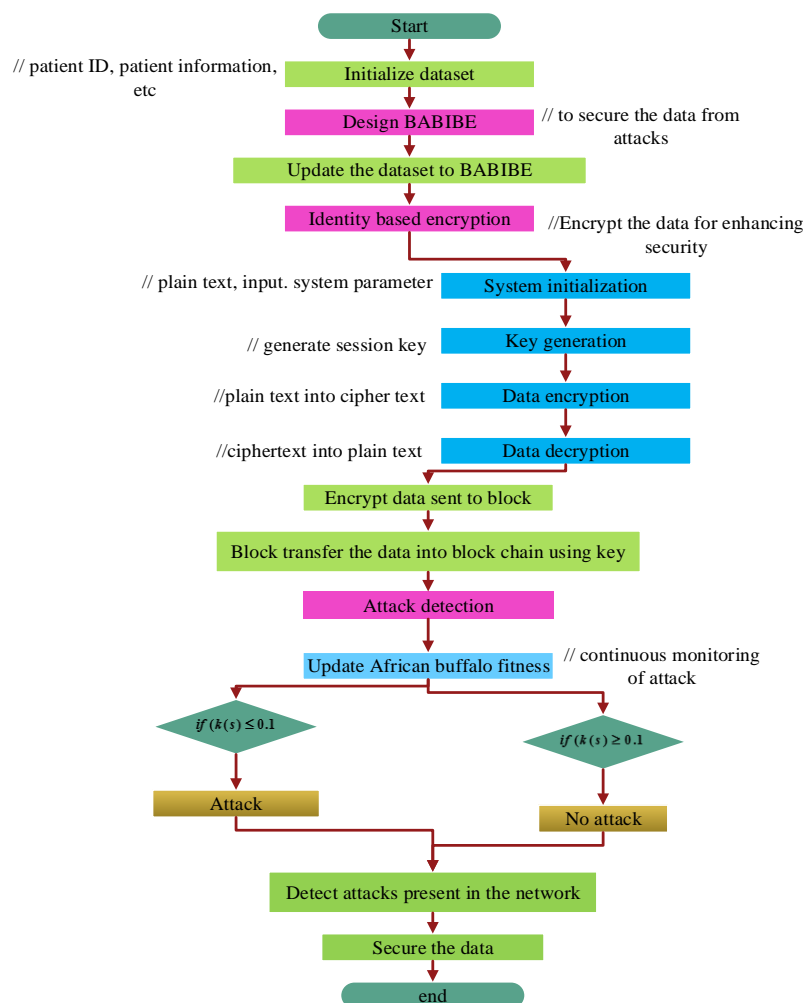 Start
// patient ID, patient information,
etc
Initialize dataset
Design BABIBE
// to secure the data from
attacks
Update the dataset to BABIBE
Identity based encryption
//Encrypt the data for enhancing
security
// plain text, input. system parameter
System initialization
// generate session key
Key generation
//plain text into cipher text
Data encryption
//ciphertext into plain text
Data decryption
Encrypt data sent to block
Block transfer the data into block chain using key
Attack detection
Update African buffalo fitness
// continuous monitoring
of attack
if (k(s) ≤ 0.1
if (k(s) ≥ 0.1
Attack
No attack
Detect attacks present in the network
Secure the data
end